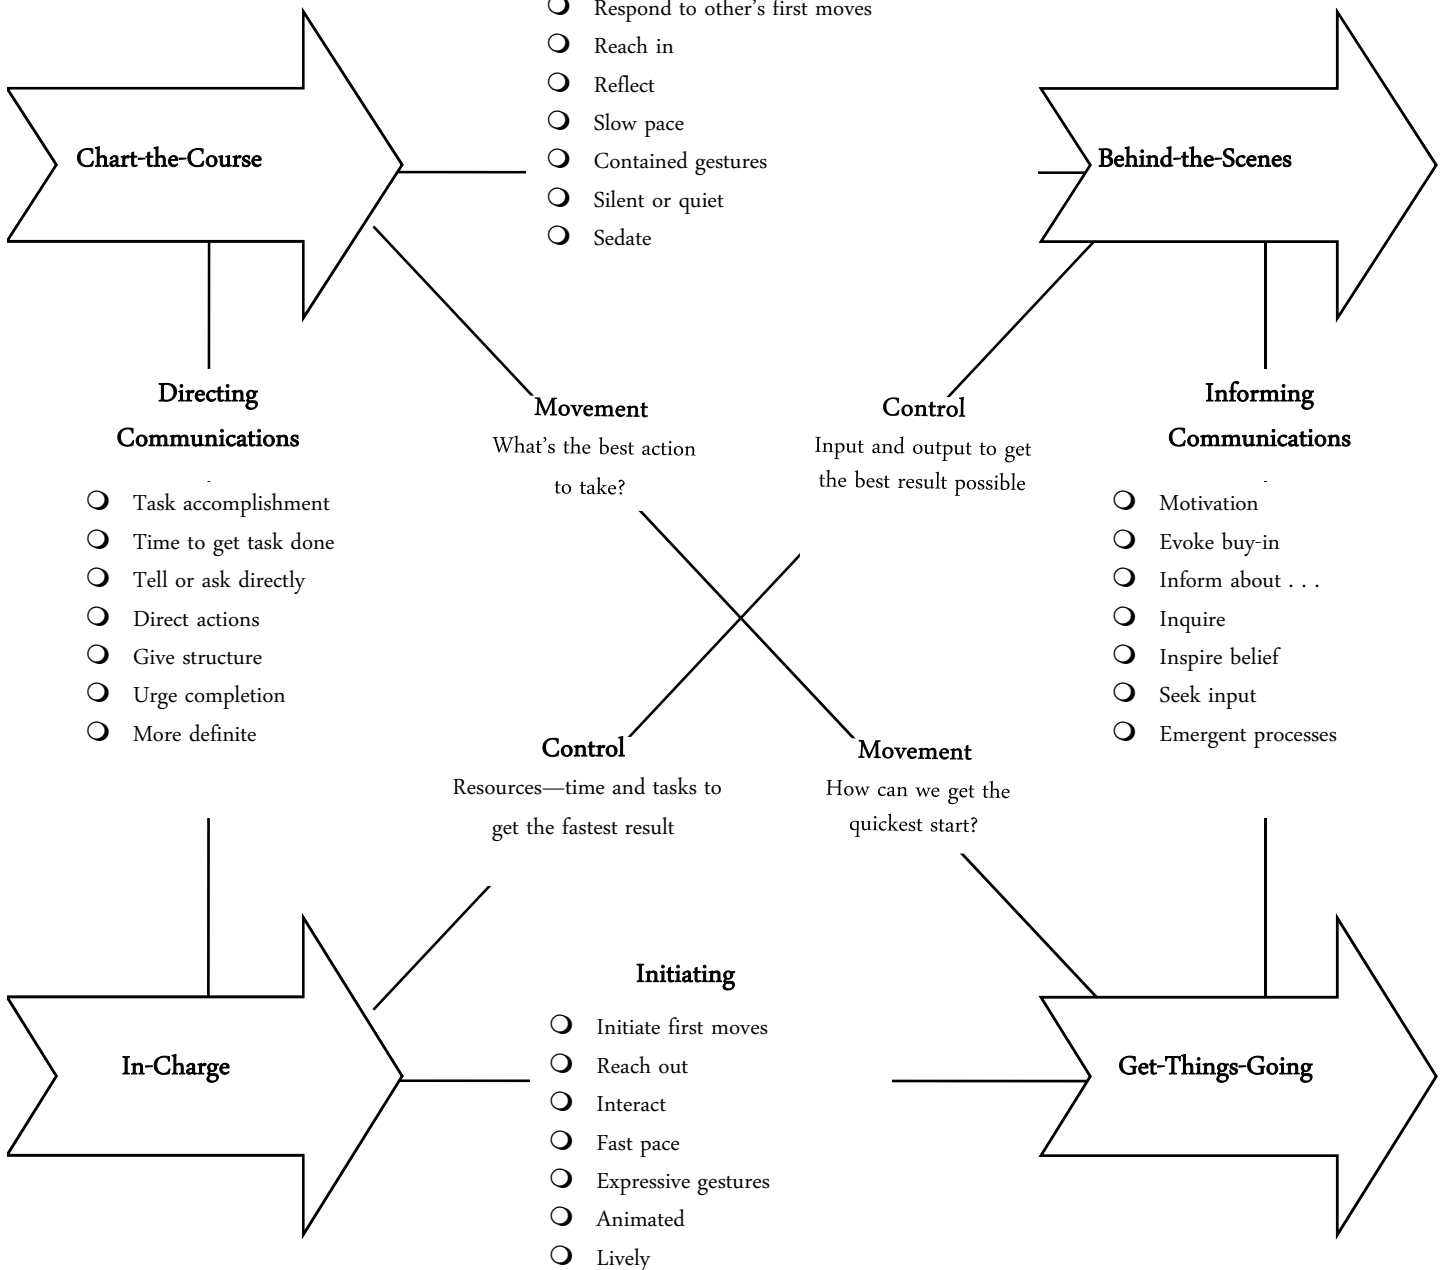 Respond to other's first moves
Reach in
Reflect
Slow pace
Contained gestures
Silent or quiet
Sedate
Chart-the-Course
Behind-the-Scenes
Directing
Communications
Task accomplishment
Time to get task done
Tell or ask directly
Direct actions
Give structure
Urge completion
More definite
Movement
What's the best action
to take?
Control
Input and output to get
the best result possible
Informing
Communications
Motivation
Evoke buy-in
Inform about . . .
Inquire
Inspire belief
Seek input
Emergent processes
Control
Resources—time and tasks to
get the fastest result
Movement
How can we get the
quickest start?
In-Charge
Initiating
Initiate first moves
Reach out
Interact
Fast pace
Expressive gestures
Animated
Lively
Get-Things-Going